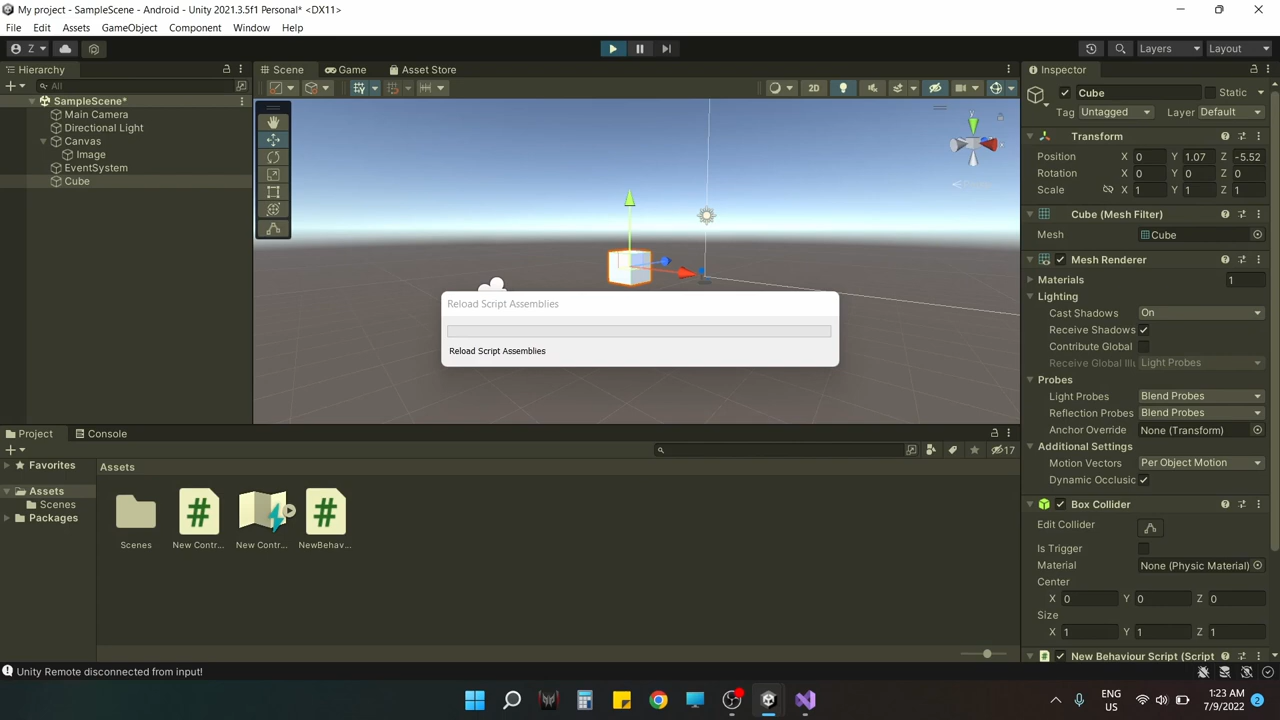 My project - SampleScene - Android - Unity 2021.3.5f1 Personal* <DX11>
File Edit Assets GameObject Component Window Help
Z Layers Layout
Hierarchy
All
SampleScene*
Main Camera
Directional Light
Canvas
Image
EventSystem
Cube
Scene Game Asset Store
2D
y
Reload Script Assemblies
Reload Script Assemblies
Inspector
Cube Static
Tag Untagged Layer Default
Transform
Position X 0 Y 1.07 Z -5.52
Rotation X 0 Y 0 Z 0
Scale X 1 Y 1 Z 1
Cube (Mesh Filter)
Mesh Cube
Mesh Renderer
Materials 1
Lighting
Cast Shadows On
Receive Shadows
Contribute Global
Receive Global Illu Light Probes
Probes
Light Probes Blend Probes
Reflection Probes Blend Probes
Anchor Override None (Transform)
Additional Settings
Motion Vectors Per Object Motion
Dynamic Occlusic
Box Collider
Edit Collider
Is Trigger
Material None (Physic Material)
Center
X 0 Y 0 Z 0
Size
X 1 Y 1 Z 1
New Behaviour Script (Script
Project Console
17
Favorites
Assets
Scenes
Packages
Assets
Scenes New Contr... New Contr... NewBehav...
Unity Remote disconnected from input!
ENG
US
1:23 AM
7/9/2022
2